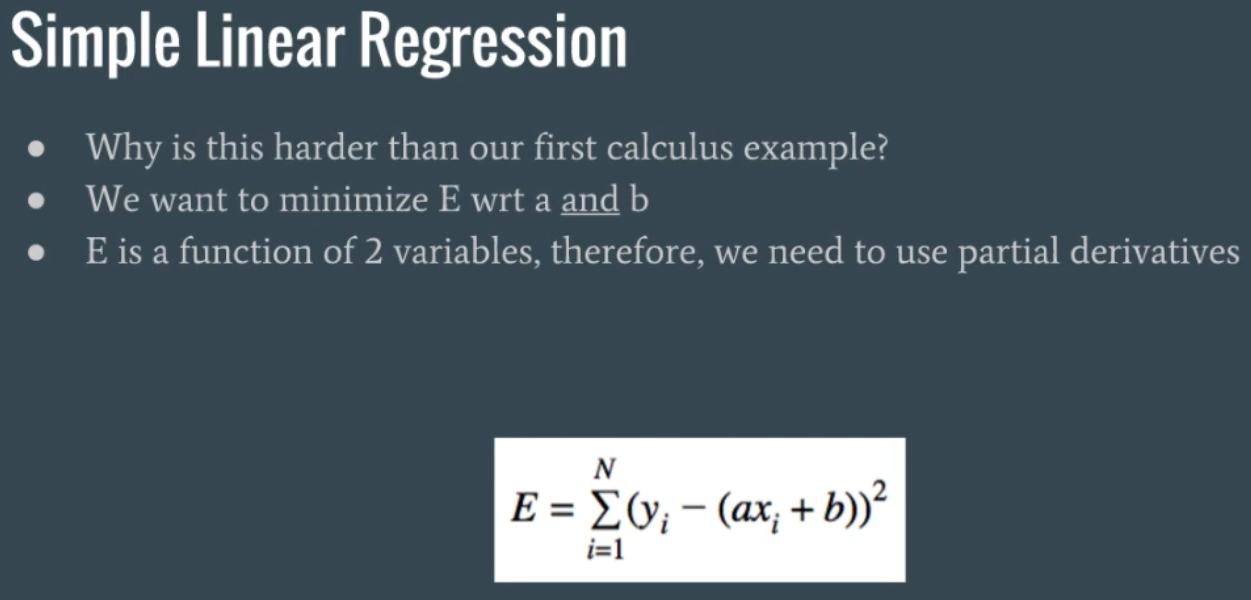 Simple Linear Regression
● Why is this harder than our first calculus example?
● We want to minimize E wrt a and b
● E is a function of 2 variables, therefore, we need to use partial derivatives
E = ∑_{i=1}^{N} (y_i − (ax_i + b))^2